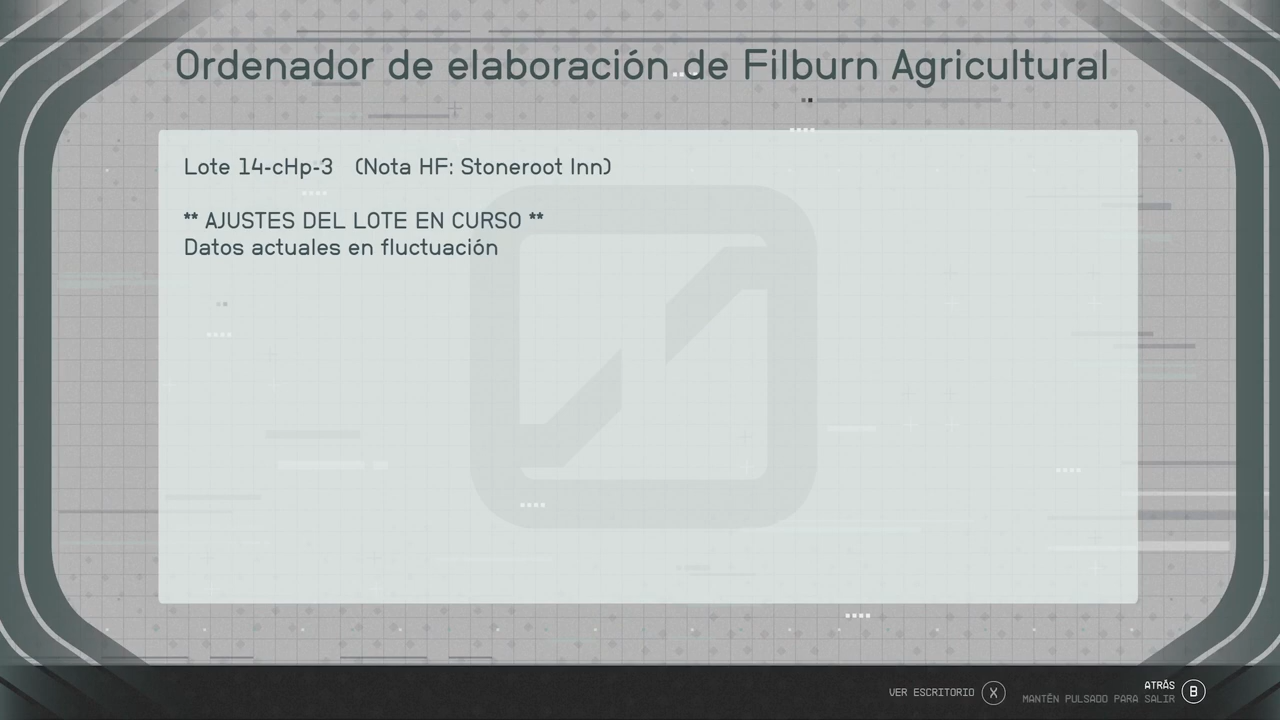 Ordenador de elaboración de Filburn Agricultural
Lote 14-cHp-3 (Nota HF: Stoneroot Inn)
** AJUSTES DEL LOTE EN CURSO **
Datos actuales en fluctuación
VER ESCRITORIO X
ATRÁS B
MANTÉN PULSADO PARA SALIR